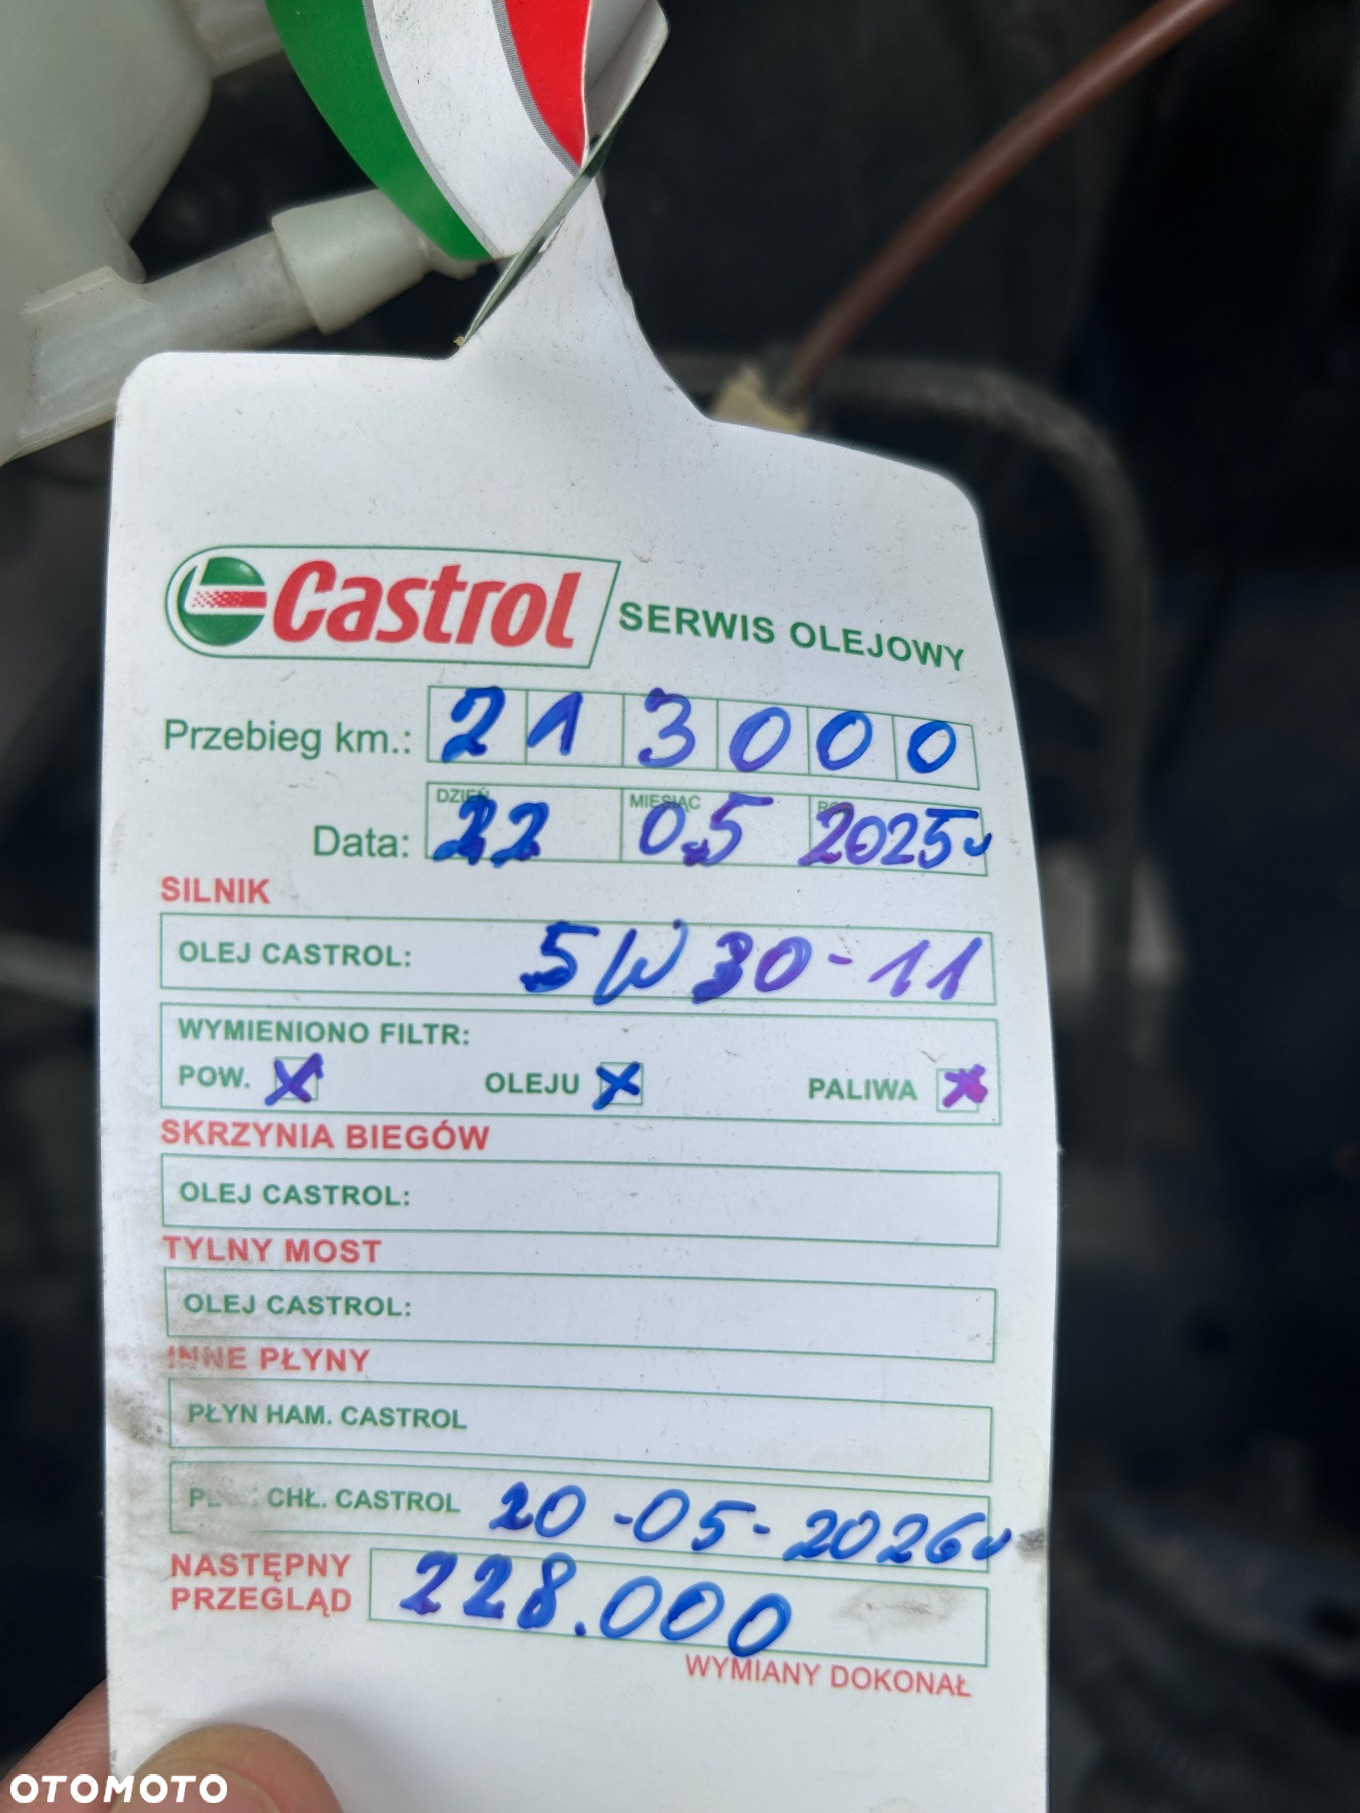 Castrol SERWIS OLEJOWY
Przebieg km.: 213000
DZIEŃ MIESIĄC
Data: 22 05 2025
SILNIK
OLEJ CASTROL: 5W30-11
WYMIENIONO FILTR:
POW. X OLEJU X PALIWA X
SKRZYNIA BIEGÓW
OLEJ CASTROL:
TYLNY MOST
OLEJ CASTROL:
INNE PŁYNY
PŁYN HAM. CASTROL
CHŁ. CASTROL 20-05-2026
NASTĘPNY
PRZEGLĄD 228.000
WYMIANY DOKONAŁ
OTOMOTO